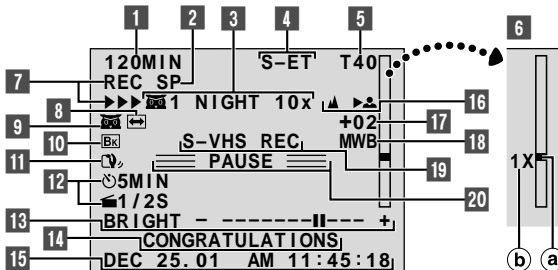 1 2 3 4 5 6
120MIN S-ET T40
REC SP
7 ▶▶▶ 1 NIGHT 10x 16
8
9 +02 17
10 BK MWB 18
S-VHS REC 19
11 PAUSE 20
1X
12 5MIN
1/2S
13 BRIGHT - --------▮▮--- +
14 CONGRATULATIONS
15 DEC 25.01 AM 11:45:18
b a